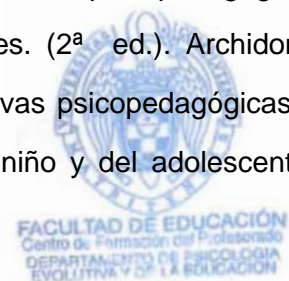 es. (2ª ed.). Archidon
vas psicopedagógicas
niño y del adolescent
FACULTAD DE EDUCACIÓN
Centro de Formación del Profesorado
DEPARTAMENTO DE PSICOLOGIA
EVOLUTIVA Y DE LA EDUCACIÓN